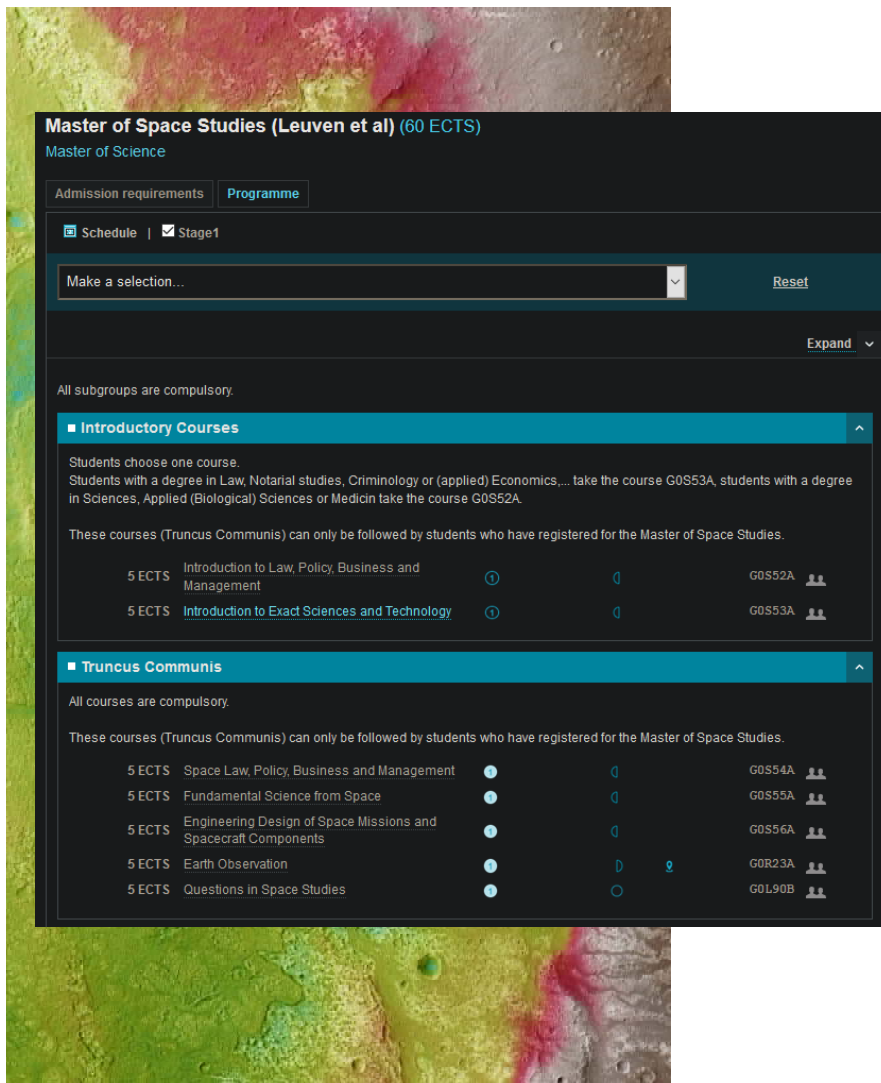 Master of Space Studies (Leuven et al) (60 ECTS)
Master of Science
Admission requirements Programme
Schedule | Stage1
Make a selection... Reset
Expand
All subgroups are compulsory.
Introductory Courses
Students choose one course.
Students with a degree in Law, Notarial studies, Criminology or (applied) Economics,... take the course G0S53A, students with a degree
in Sciences, Applied (Biological) Sciences or Medicin take the course G0S52A.
These courses (Truncus Communis) can only be followed by students who have registered for the Master of Space Studies.
5 ECTS Introduction to Law, Policy, Business and
Management 1 G0S52A
5 ECTS Introduction to Exact Sciences and Technology 1 G0S53A
Truncus Communis
All courses are compulsory.
These courses (Truncus Communis) can only be followed by students who have registered for the Master of Space Studies.
5 ECTS Space Law, Policy, Business and Management 1 G0S54A
5 ECTS Fundamental Science from Space 1 G0S55A
5 ECTS Engineering Design of Space Missions and
Spacecraft Components 1 G0S56A
5 ECTS Earth Observation 1 G0R23A
5 ECTS Questions in Space Studies 1 G0L90B